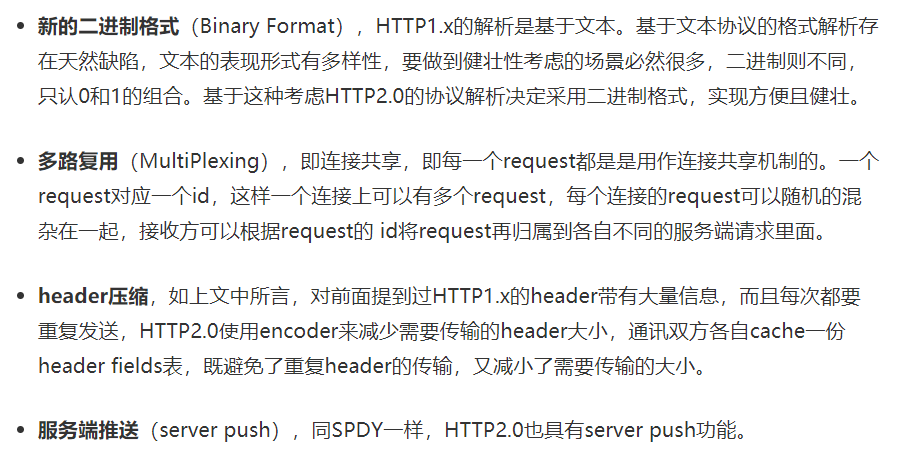 • 新的二进制格式（Binary Format），HTTP1.x的解析是基于文本。基于文本协议的格式解析存
在天然缺陷，文本的表现形式有多样性，要做到健壮性考虑的场景必然很多，二进制则不同，
只认0和1的组合。基于这种考虑HTTP2.0的协议解析决定采用二进制格式，实现方便且健壮。
• 多路复用（MultiPlexing），即连接共享，即每一个request都是是用作连接共享机制的。一个
request对应一个id，这样一个连接上可以有多个request，每个连接的request可以随机的混
杂在一起，接收方可以根据request的 id将request再归属到各自不同的服务端请求里面。
• header压缩，如上文中所言，对前面提到过HTTP1.x的header带有大量信息，而且每次都要
重复发送，HTTP2.0使用encoder来减少需要传输的header大小，通讯双方各自cache一份
header fields表，既避免了重复header的传输，又减小了需要传输的大小。
• 服务端推送（server push），同SPDY一样，HTTP2.0也具有server push功能。